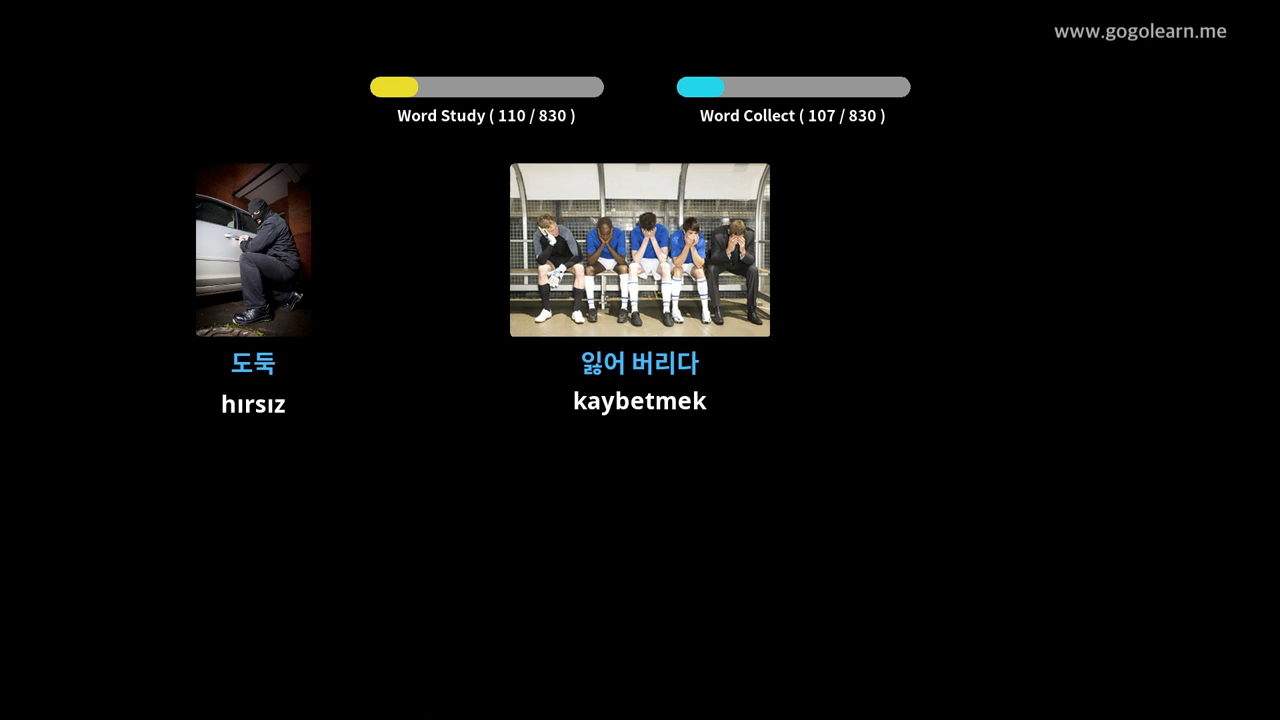 www.gogolearn.me
Word Study ( 110 / 830 )
Word Collect ( 107 / 830 )
도둑
hırsız
잃어 버리다
kaybetmek